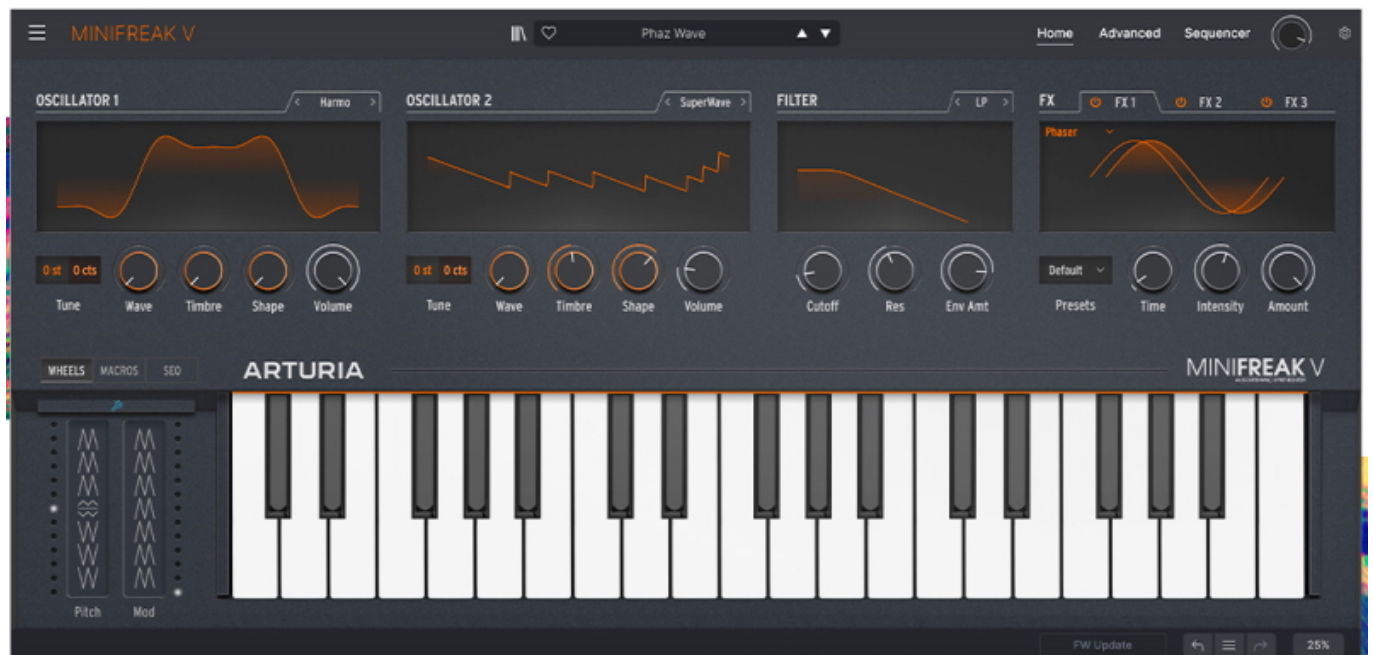 MINIFREAK V
Phaz Wave
Home Advanced Sequencer
OSCILLATOR 1 Harmo
OSCILLATOR 2 SuperWave
FILTER LP
FX FX 1 FX 2 FX 3
Phaser
0 st 0 cts
Tune Wave Timbre Shape Volume
0 st 0 cts
Tune Wave Timbre Shape Volume
Cutoff Res Env Amt
Default
Presets Time Intensity Amount
WHEELS MACROS SEQ
ARTURIA
MINIFREAK V
Pitch Mod
FW Update
25%